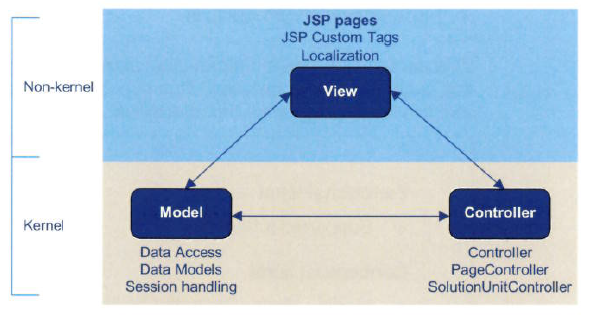 JSP pages
JSP Custom Tags
Localization
View
Non-kernel
Kernel
Model
Data Access
Data Models
Session handling
Controller
Controller
PageController
SolutionUnitController